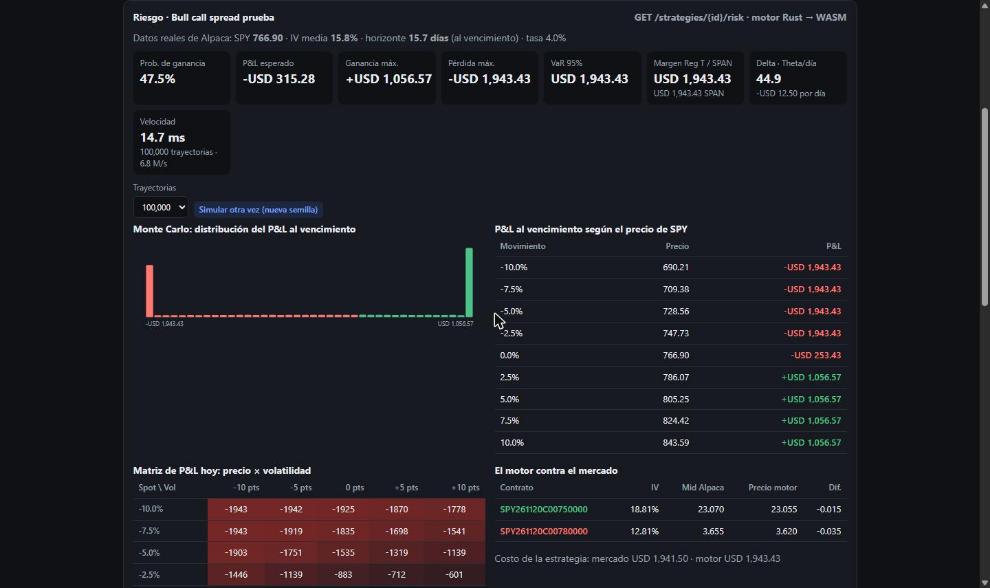 Riesgo · Bull call spread prueba GET /strategies/{id}/risk · motor Rust → WASM
Datos reales de Alpaca: SPY 766.90 · IV media 15.8% · horizonte 15.7 días (al vencimiento) · tasa 4.0%
Prob. de ganancia
47.5%
P&L esperado
-USD 315.28
Ganancia máx.
+USD 1,056.57
Pérdida máx.
-USD 1,943.43
VaR 95%
USD 1,943.43
Margen Reg T / SPAN
USD 1,943.43
USD 1,943.43 SPAN
Delta · Theta/día
44.9
-USD 12.50 por día
Velocidad
14.7 ms
100,000 trayectorias ·
6.8 M/s
Trayectorias
100,000 Simular otra vez (nueva semilla)
Monte Carlo: distribución del P&L al vencimiento
-USD 1,943.43 USD 1,056.57
P&L al vencimiento según el precio de SPY
Movimiento Precio P&L
-10.0% 690.21 -USD 1,943.43
-7.5% 709.38 -USD 1,943.43
-5.0% 728.56 -USD 1,943.43
-2.5% 747.73 -USD 1,943.43
0.0% 766.90 -USD 253.43
2.5% 786.07 +USD 1,056.57
5.0% 805.25 +USD 1,056.57
7.5% 824.42 +USD 1,056.57
10.0% 843.59 +USD 1,056.57
Matriz de P&L hoy: precio × volatilidad
Spot \ Vol -10 pts -5 pts 0 pts +5 pts +10 pts
-10.0% -1943 -1942 -1925 -1870 -1778
-7.5% -1943 -1919 -1835 -1698 -1541
-5.0% -1903 -1751 -1535 -1319 -1139
-2.5% -1446 -1139 -883 -712 -601
El motor contra el mercado
Contrato IV Mid Alpaca Precio motor Dif.
SPY261120C00750000 18.81% 23.070 23.055 -0.015
SPY261120C00780000 12.81% 3.655 3.620 -0.035
Costo de la estrategia: mercado USD 1,941.50 · motor USD 1,943.43